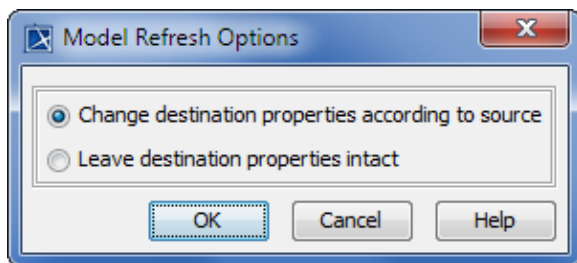 Model Refresh Options
Change destination properties according to source
Leave destination properties intact
OK Cancel Help